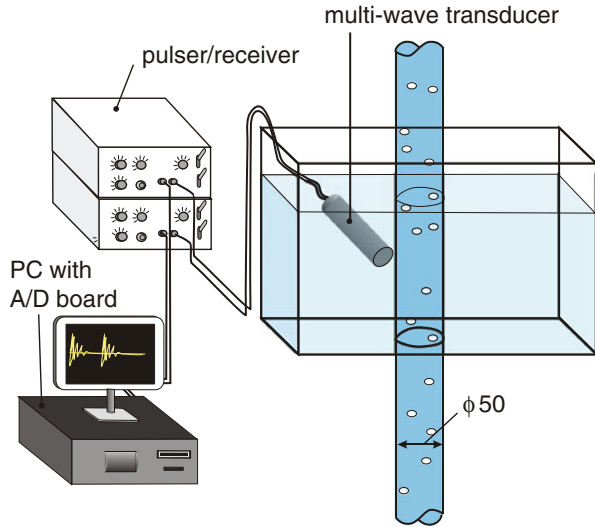 multi-wave transducer
pulser/receiver
PC with
A/D board
ϕ50